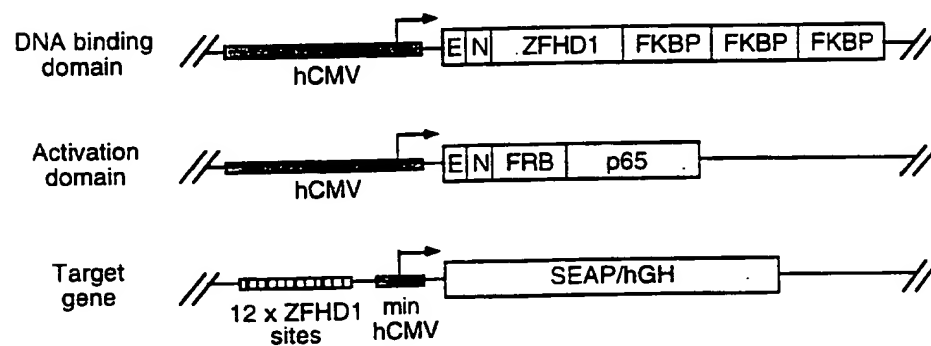 DNA binding
domain
hCMV
E N ZFHD1 FKBP FKBP FKBP
Activation
domain
hCMV
E N FRB p65
Target
gene
12 x ZFHD1
sites
min
hCMV
SEAP/hGH